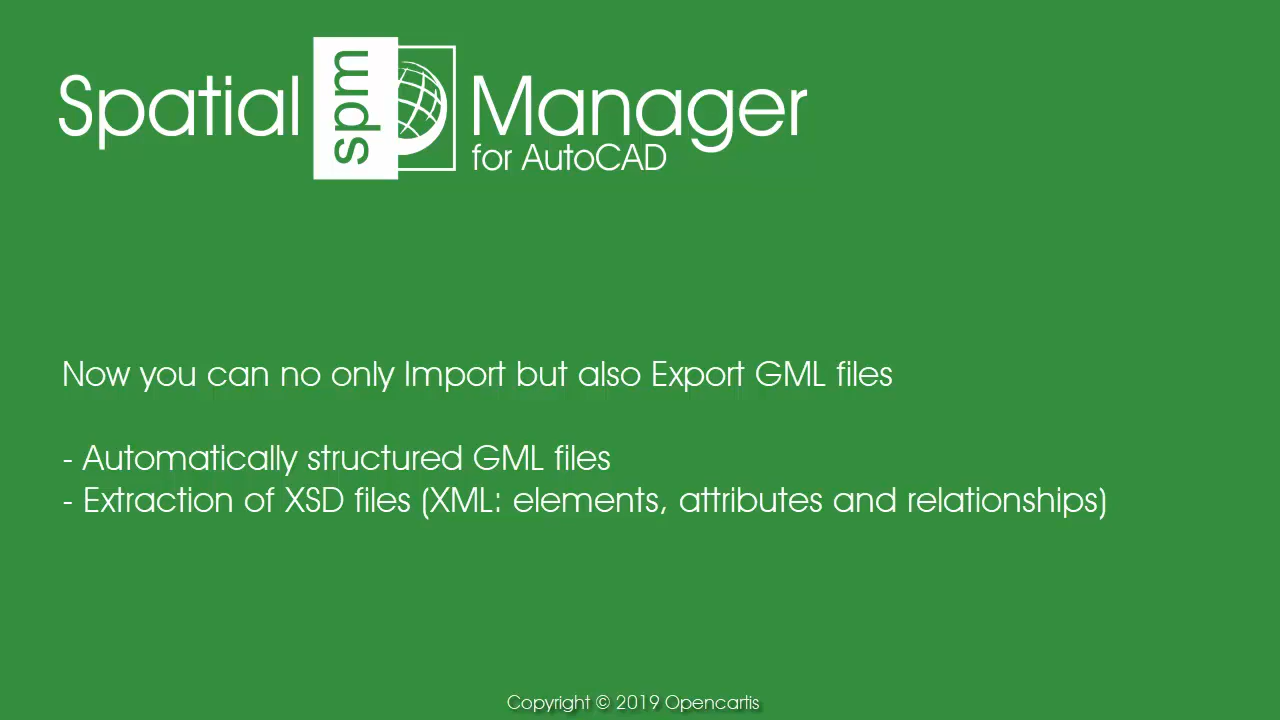 Spatial spm Manager
for AutoCAD
Now you can no only Import but also Export GML files
- Automatically structured GML files
- Extraction of XSD files (XML: elements, attributes and relationships)
Copyright © 2019 Opencartis